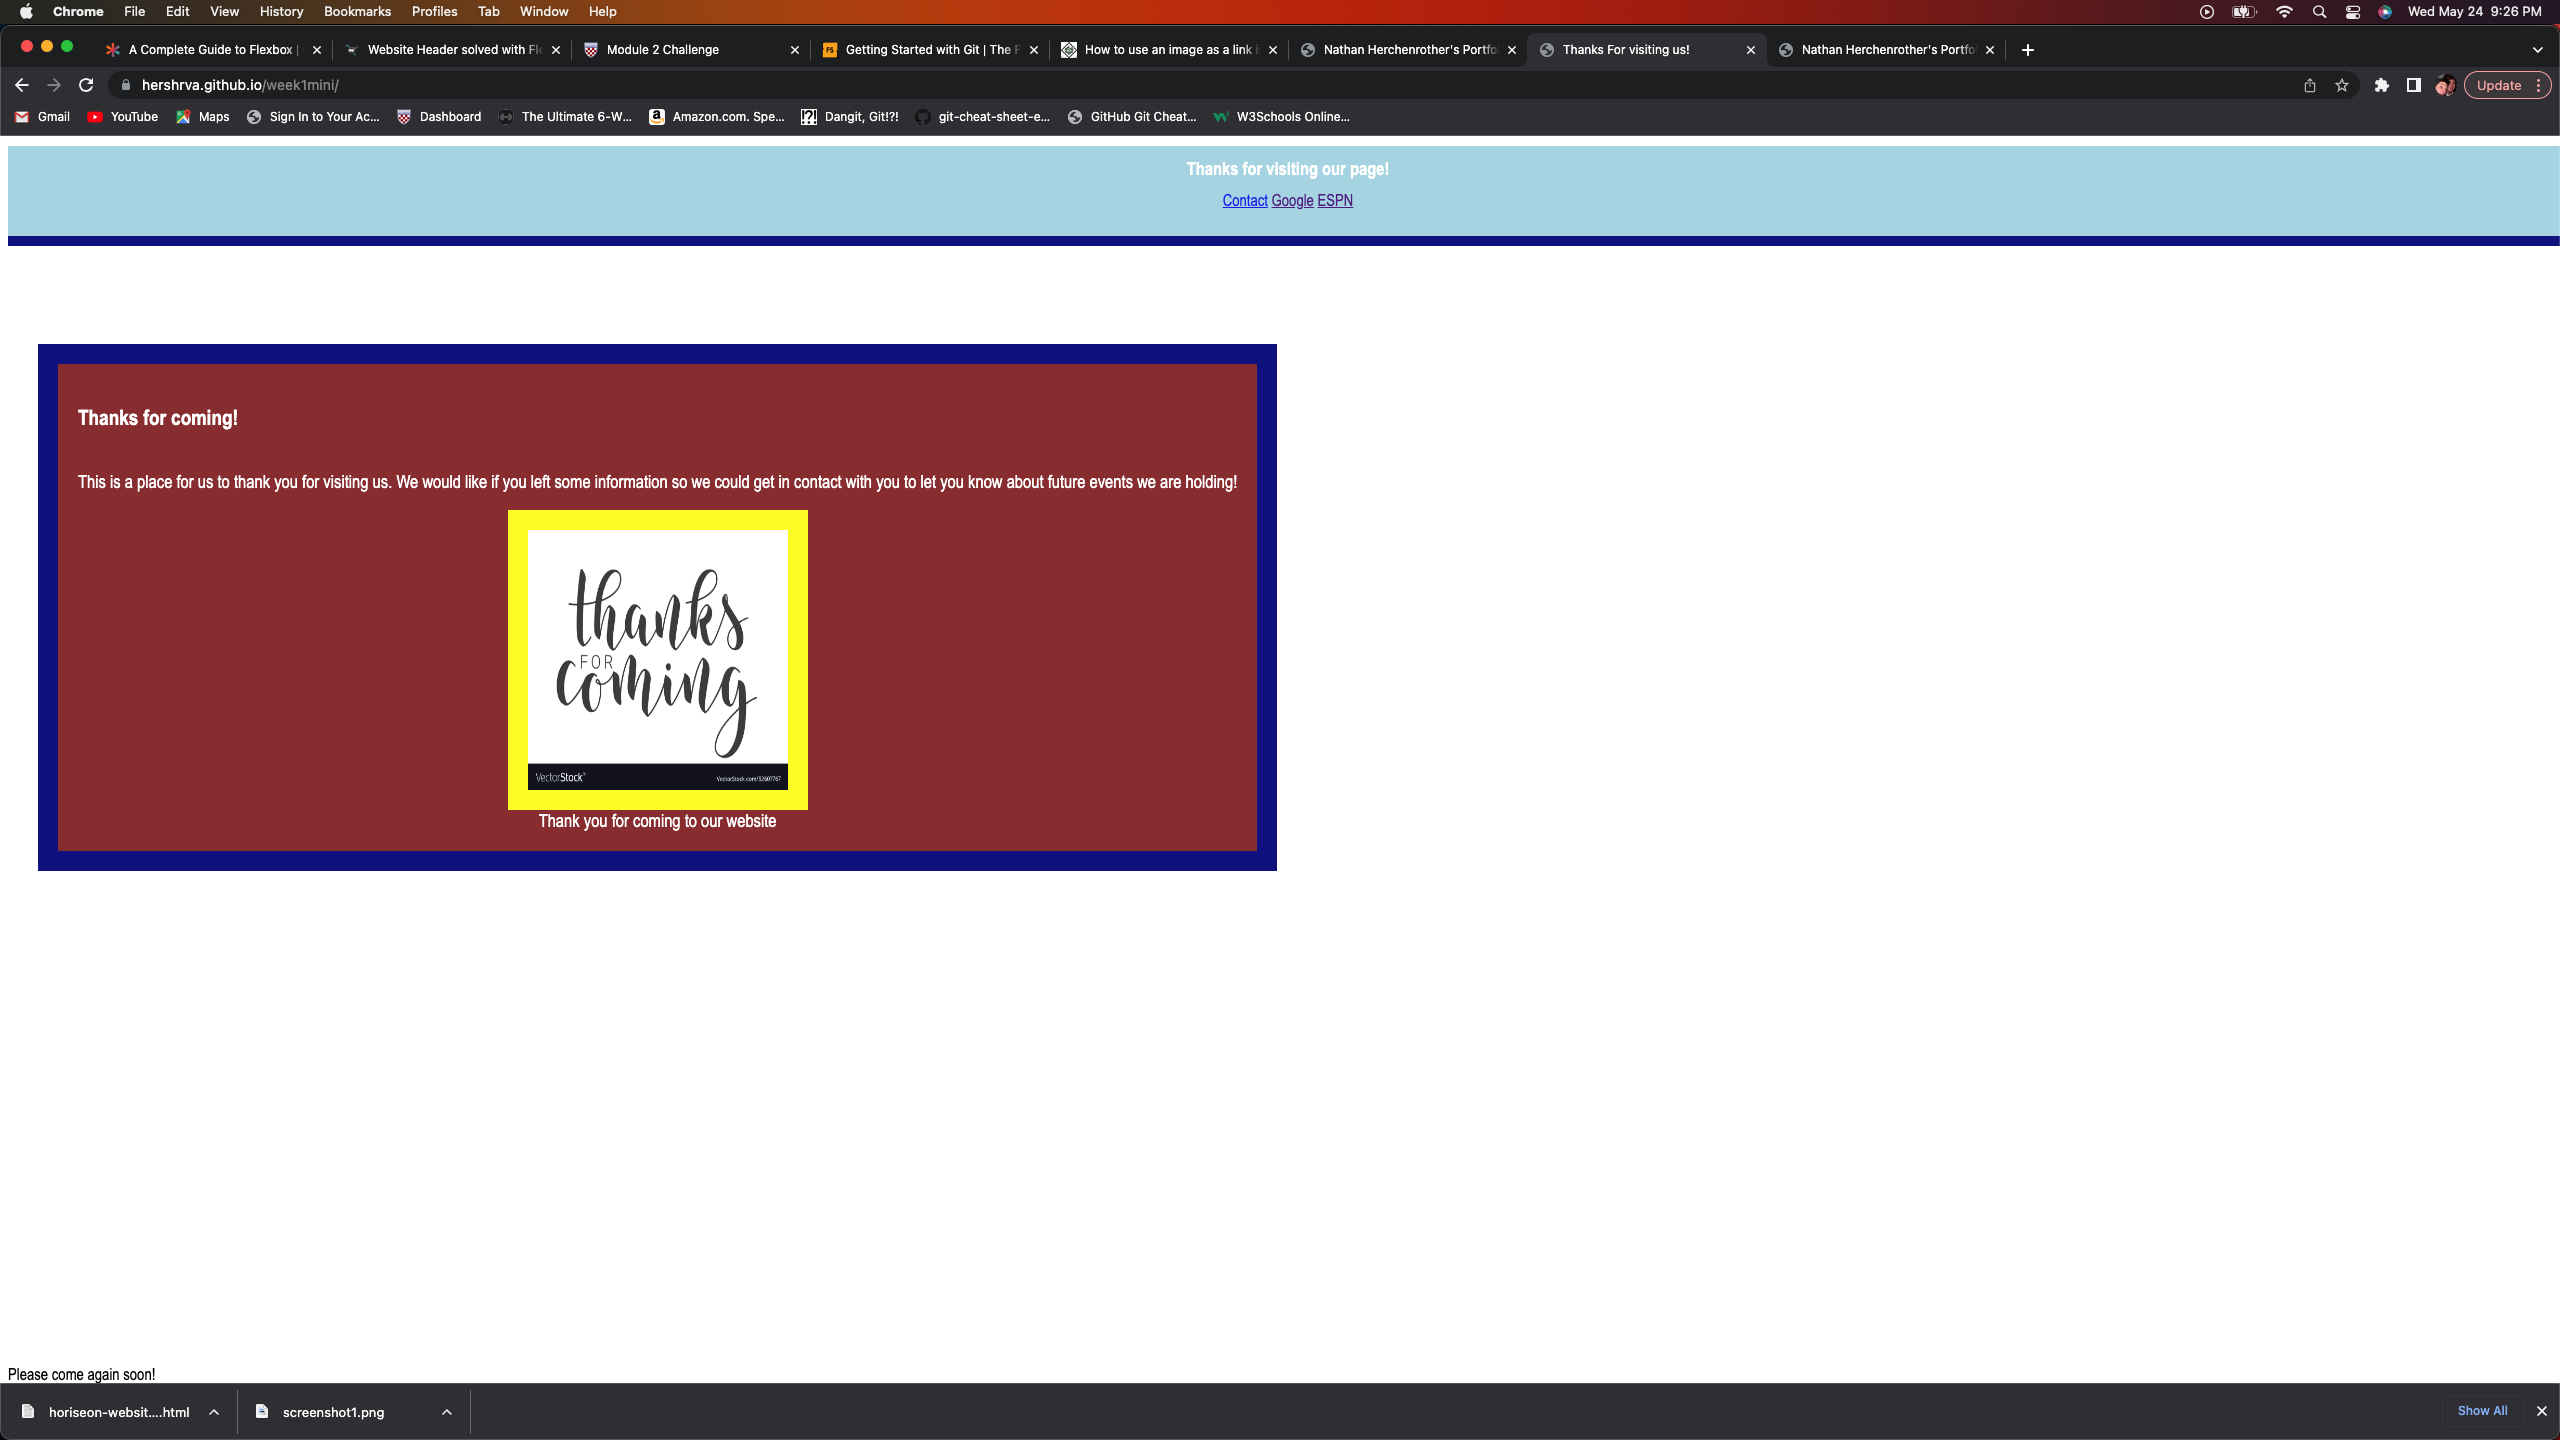 Chrome File Edit View History Bookmarks Profiles Tab Window Help Wed May 24 9:26 PM
A Complete Guide to Flexbox | Website Header solved with Fle Module 2 Challenge Getting Started with Git | The F How to use an image as a link i Nathan Herchenrother's Portfo Thanks For visiting us! Nathan Herchenrother's Portfo
hershrva.github.io/week1mini/ Update
Gmail YouTube Maps Sign In to Your Ac... Dashboard The Ultimate 6-W... Amazon.com. Spe... Dangit, Git!?! git-cheat-sheet-e... GitHub Git Cheat... W3Schools Online...
Thanks for visiting our page!
Contact Google ESPN
Thanks for coming!
This is a place for us to thank you for visiting us. We would like if you left some information so we could get in contact with you to let you know about future events we are holding!
thanks
FOR
coming
VectorStock® VectorStock.com/32607767
Thank you for coming to our website
Please come again soon!
horiseon-websit....html screenshot1.png Show All